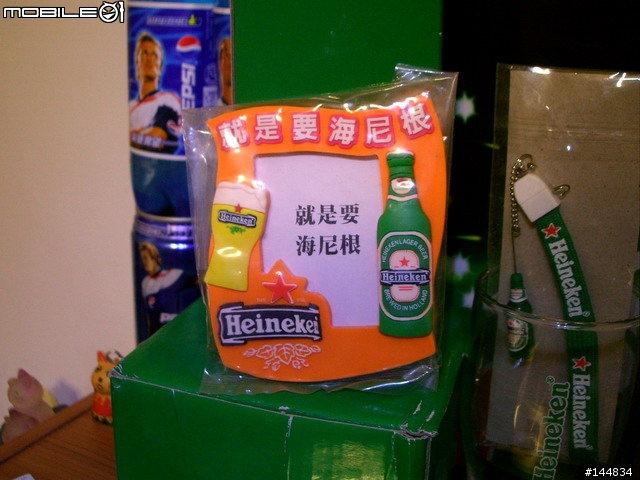 MOBILE01
PEPSI
就是要海尼根
就是要
海尼根
Heineken
HEINEKEN LAGER BEER
Heineken
BREWED IN HOLLAND
Heineken
Heineken
Heineken
Heineken
#144834